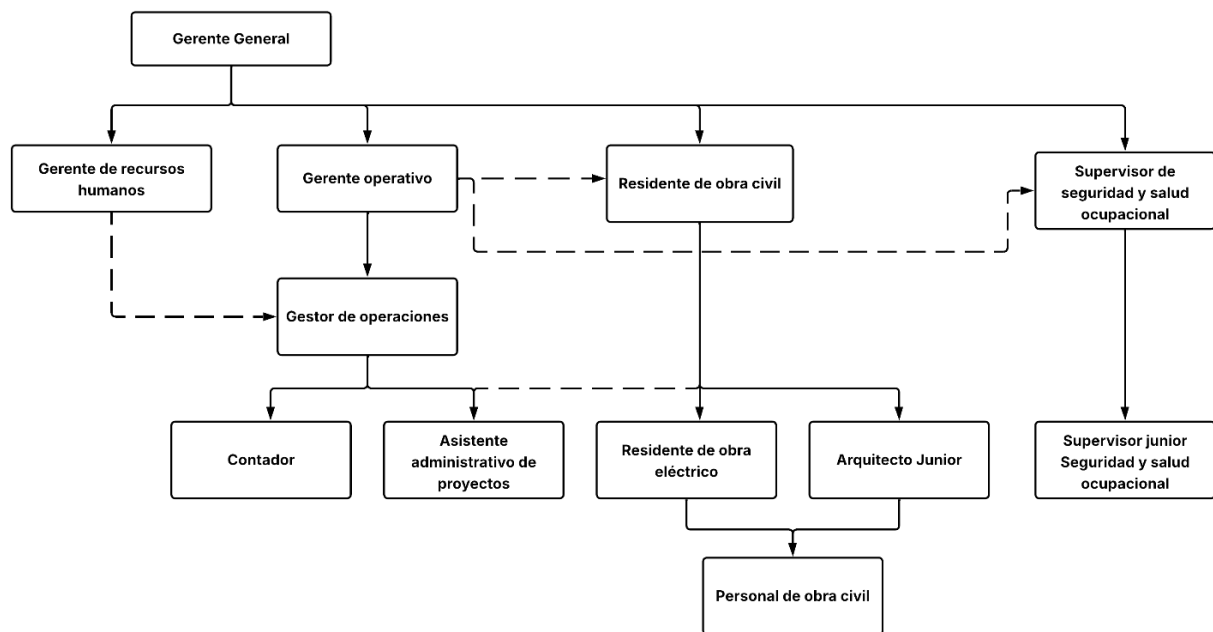 Gerente General
Gerente de recursos
humanos
Gerente operativo
Residente de obra civil
Supervisor de
seguridad y salud
ocupacional
Gestor de operaciones
Contador
Asistente
administrativo de
proyectos
Residente de obra
eléctrico
Arquitecto Junior
Supervisor junior
Seguridad y salud
ocupacional
Personal de obra civil